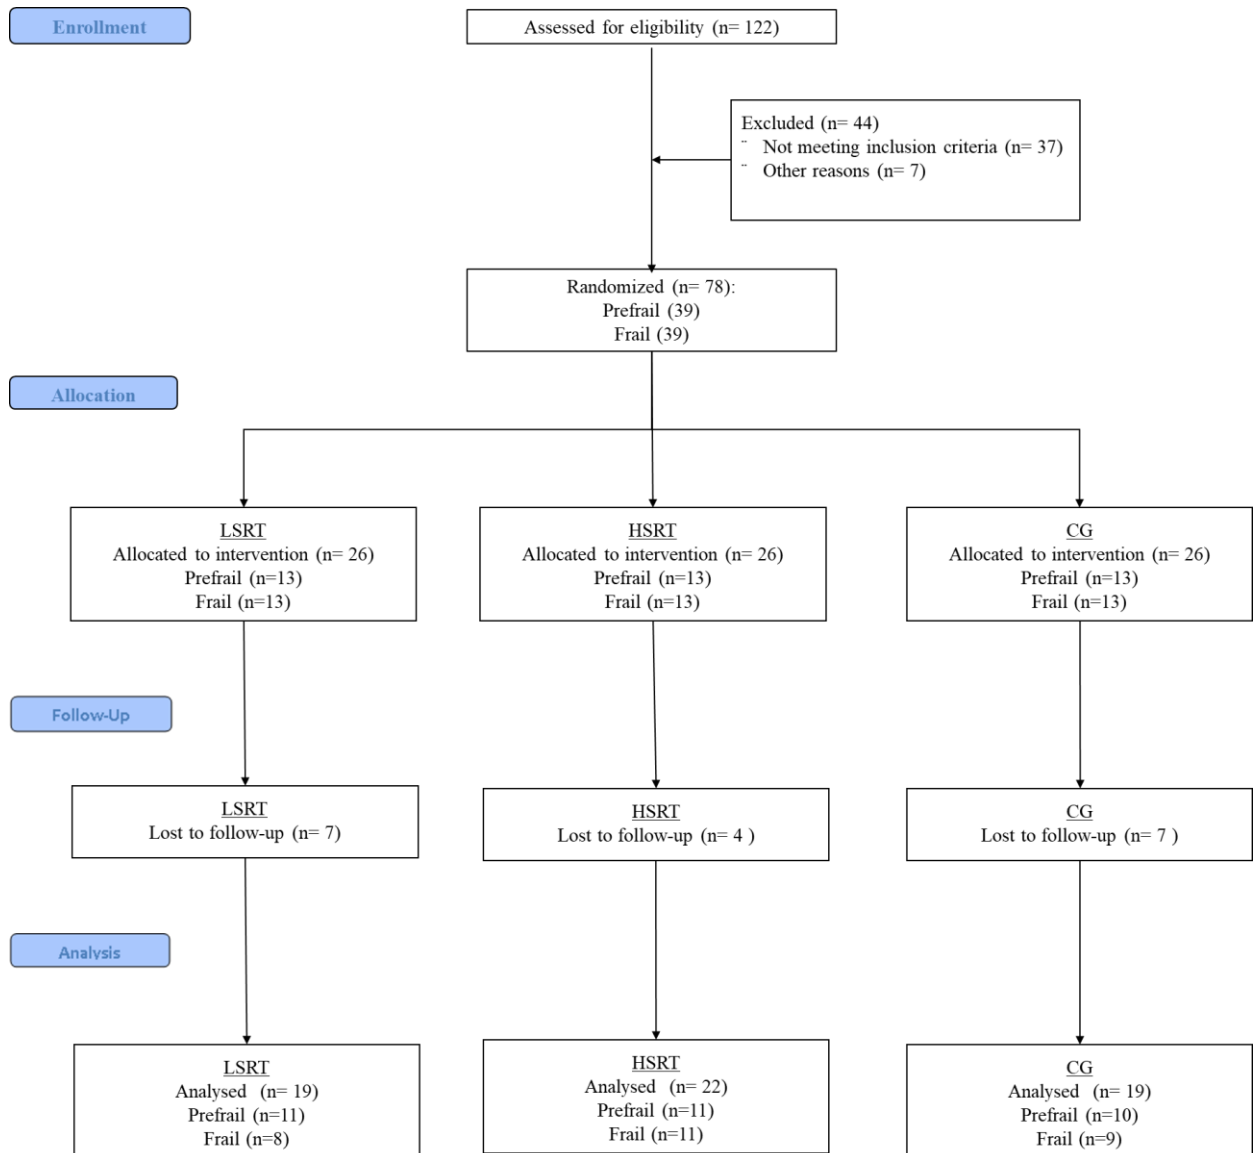 Enrollment
Assessed for eligibility (n= 122)
Excluded (n= 44)
¨ Not meeting inclusion criteria (n= 37)
¨ Other reasons (n= 7)
Randomized (n= 78):
Prefrail (39)
Frail (39)
Allocation
LSRT
Allocated to intervention (n= 26)
Prefrail (n=13)
Frail (n=13)
HSRT
Allocated to intervention (n= 26)
Prefrail (n=13)
Frail (n=13)
CG
Allocated to intervention (n= 26)
Prefrail (n=13)
Frail (n=13)
Follow-Up
LSRT
Lost to follow-up (n= 7)
HSRT
Lost to follow-up (n= 4 )
CG
Lost to follow-up (n= 7 )
Analysis
LSRT
Analysed (n= 19)
Prefrail (n=11)
Frail (n=8)
HSRT
Analysed (n= 22)
Prefrail (n=11)
Frail (n=11)
CG
Analysed (n= 19)
Prefrail (n=10)
Frail (n=9)